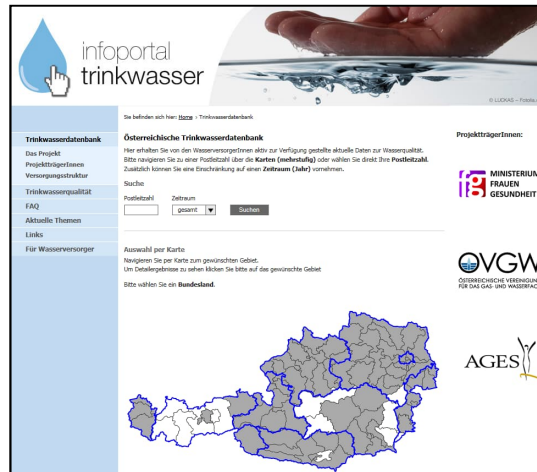 infoportal
trinkwasser
Sie befinden sich hier: Home › Trinkwasserdatenbank
Trinkwasserdatenbank
Das Projekt
ProjektträgerInnen
Versorgungsstruktur
Trinkwasserqualität
FAQ
Aktuelle Themen
Links
Für Wasserversorger
Österreichische Trinkwasserdatenbank
Hier erhalten Sie von den WasserversorgerInnen aktiv zur Verfügung gestellte aktuelle Daten zur Wasserqualität.
Bitte navigieren Sie zu einer Postleitzahl über die Karten (mehrstufig) oder wählen Sie direkt Ihre Postleitzahl.
Zusätzlich können Sie eine Einschränkung auf einen Zeitraum (Jahr) vornehmen.
Suche
Postleitzahl Zeitraum
gesamt Suchen
Auswahl per Karte
Navigieren Sie per Karte zum gewünschten Gebiet.
Um Detailergebnisse zu sehen klicken Sie bitte auf das gewünschte Gebiet
Bitte wählen Sie ein Bundesland.
ProjektträgerInnen:
MINISTERIUM
FRAUEN
GESUNDHEIT
ÖVGW
ÖSTERREICHISCHE VEREINIGUN
FÜR DAS GAS- UND WASSERFAC
AGES